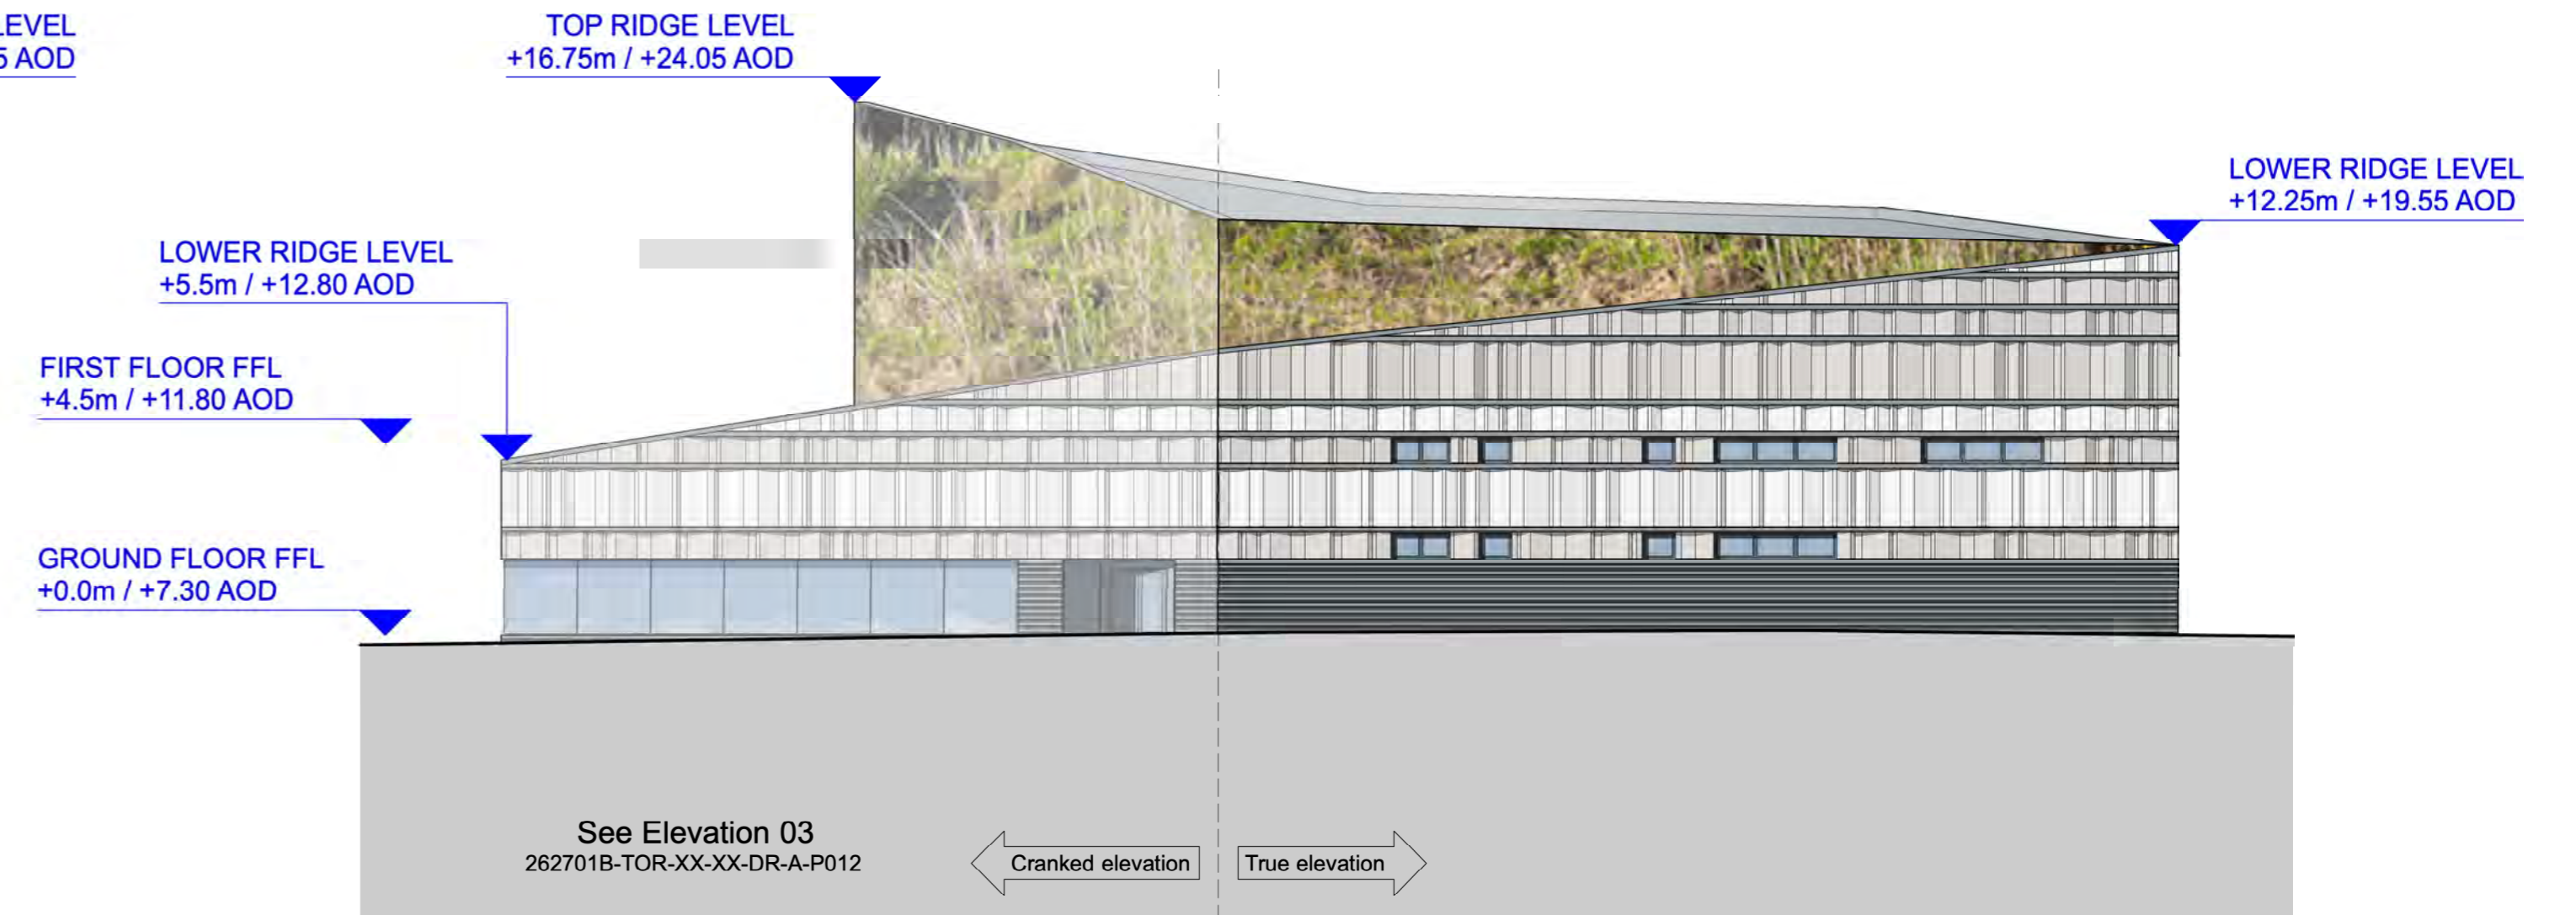 LEVEL
5 AOD
TOP RIDGE LEVEL
+16.75m / +24.05 AOD
LOWER RIDGE LEVEL
+12.25m / +19.55 AOD
LOWER RIDGE LEVEL
+5.5m / +12.80 AOD
FIRST FLOOR FFL
+4.5m / +11.80 AOD
GROUND FLOOR FFL
+0.0m / +7.30 AOD
See Elevation 03
262701B-TOR-XX-XX-DR-A-P012
Cranked elevation
True elevation